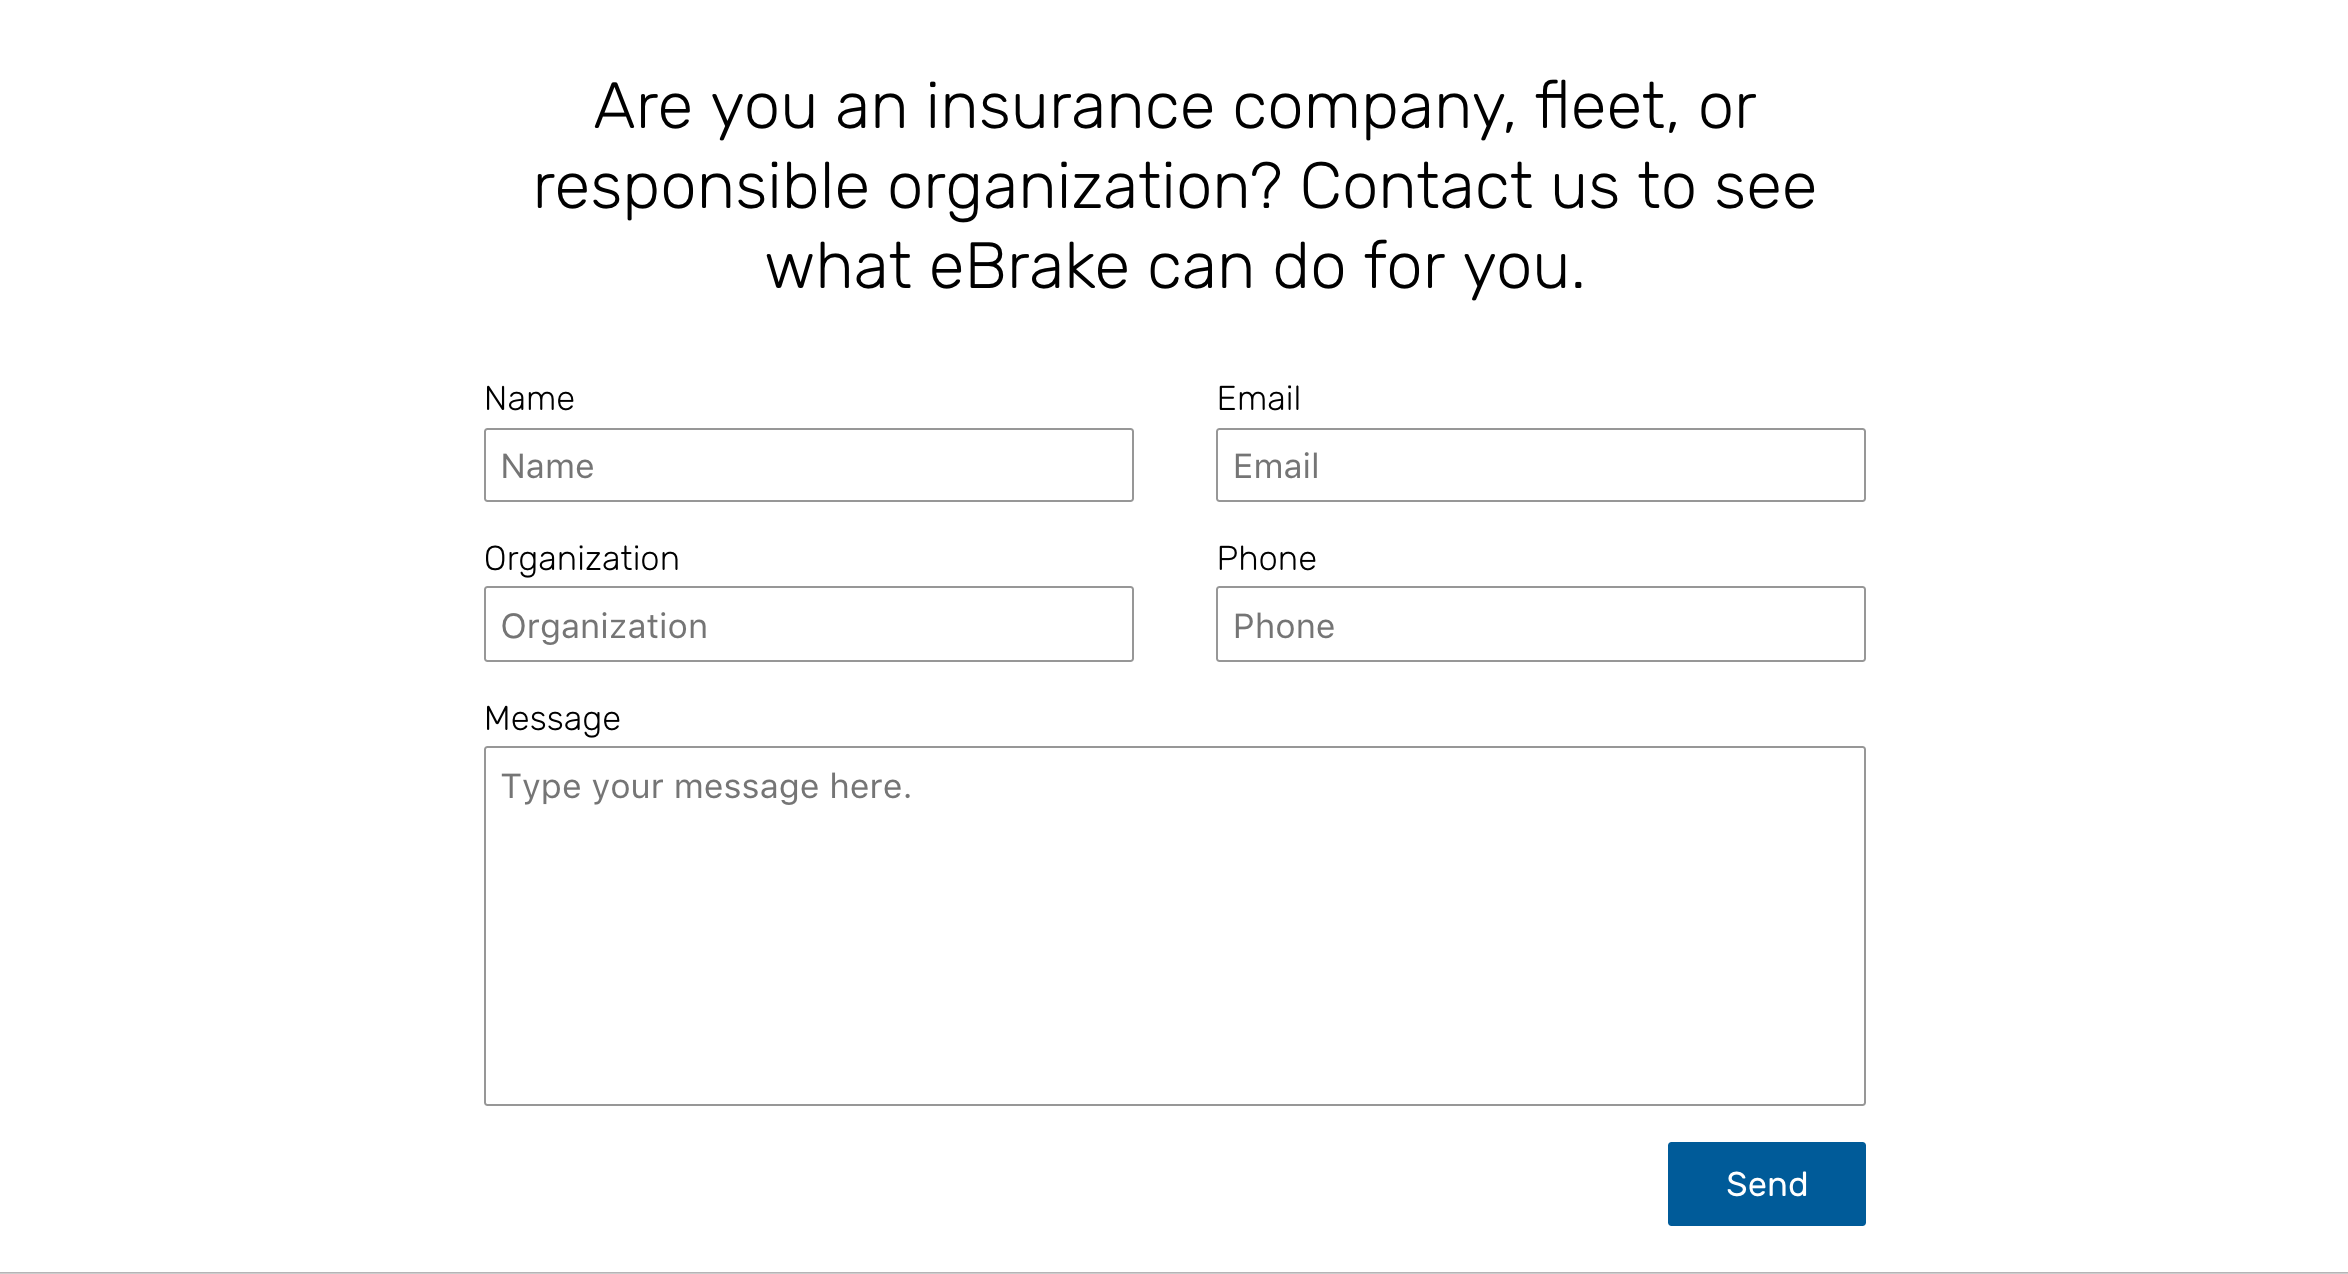 Are you an insurance company, fleet, or
responsible organization? Contact us to see
what eBrake can do for you.
Name
Email
Name
Email
Organization
Phone
Organization
Phone
Message
Type your message here.
Send